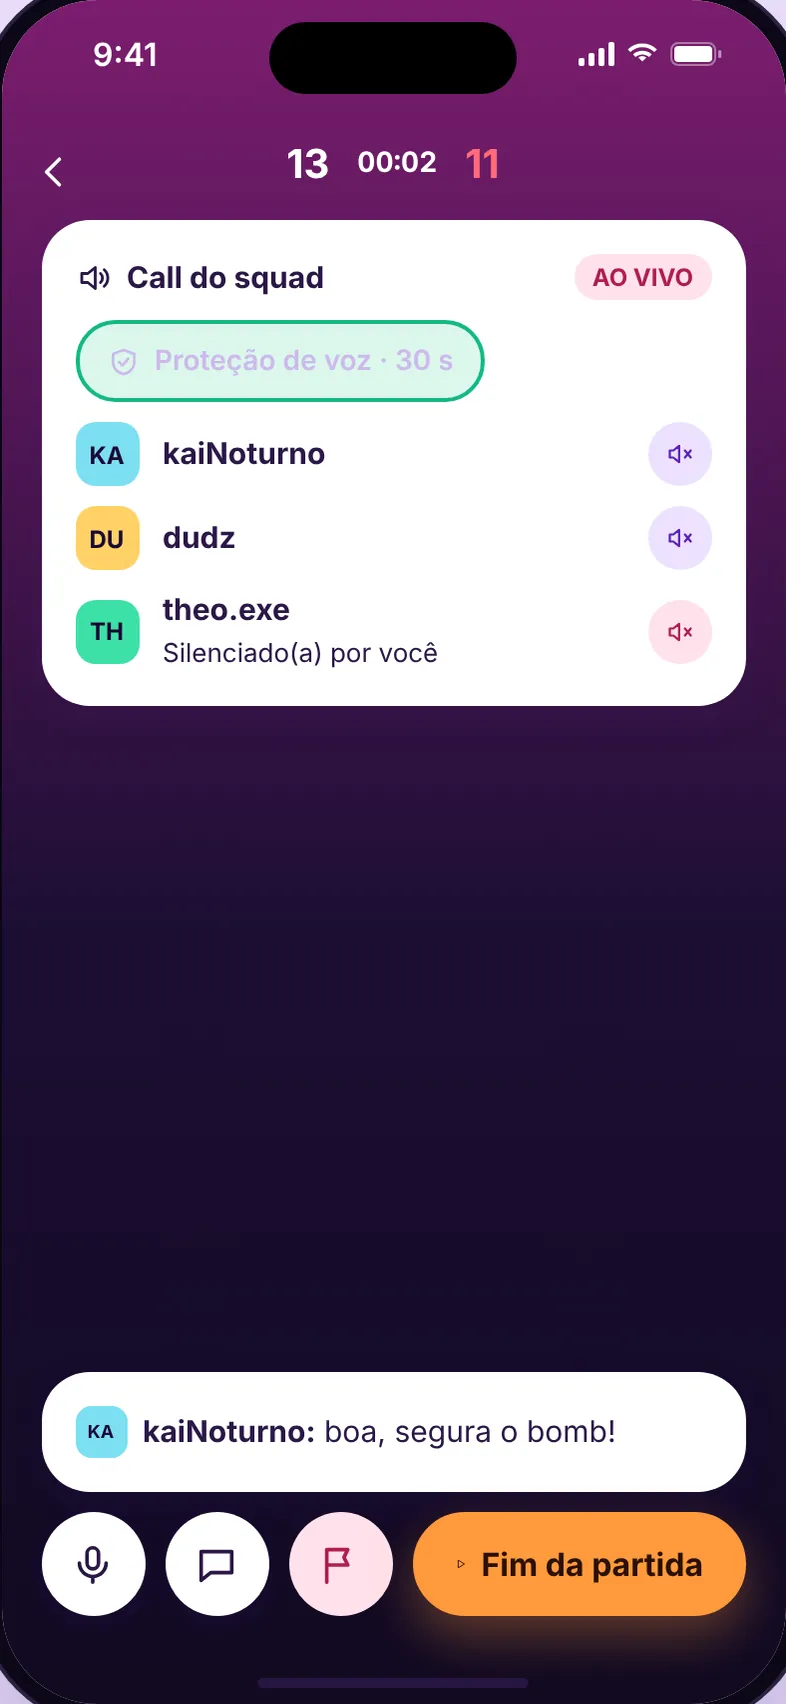 9:41
13 00:02 11
Call do squad AO VIVO
Proteção de voz · 30 s
KA kaiNoturno
DU dudz
TH theo.exe
Silenciado(a) por você
KA kaiNoturno: boa, segura o bomb!
Fim da partida